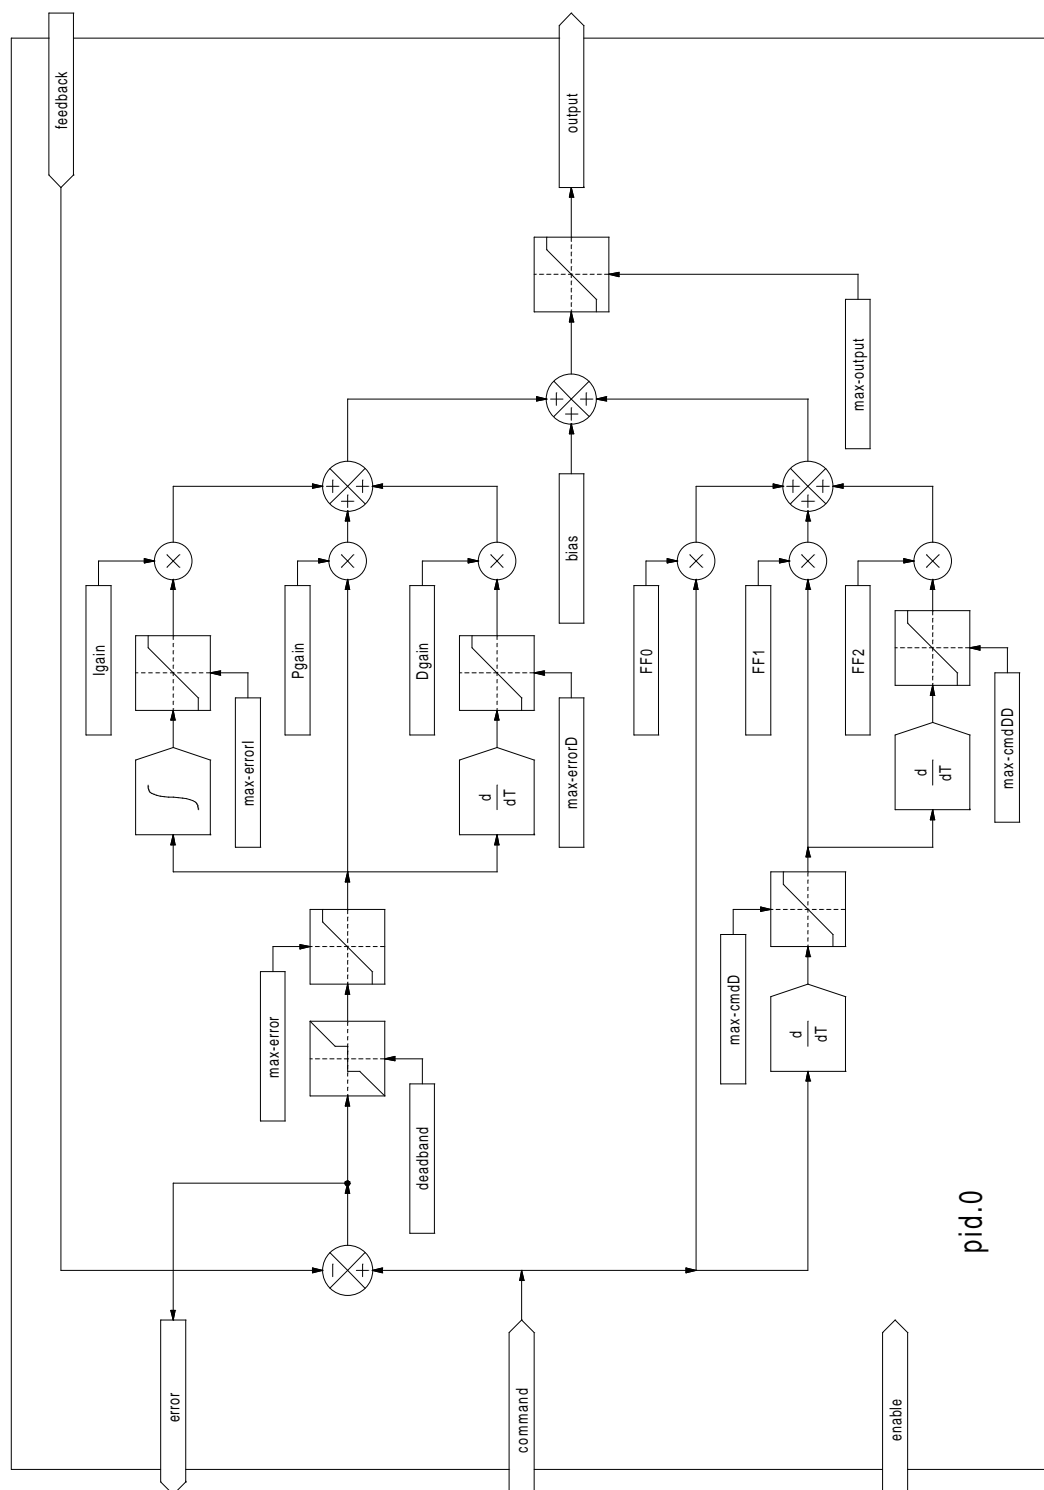 feedback
output
max-output
Igain
max-errorI
Pgain
Dgain
max-errorD
bias
FF0
FF1
FF2
max-cmdDD
∫
d
dT
d
dT
d
dT
max-error
deadband
max-cmdD
error
command
enable
pid.0
+
+
+
+
+
+
+
+
+
×
×
×
×
×
×
−
+